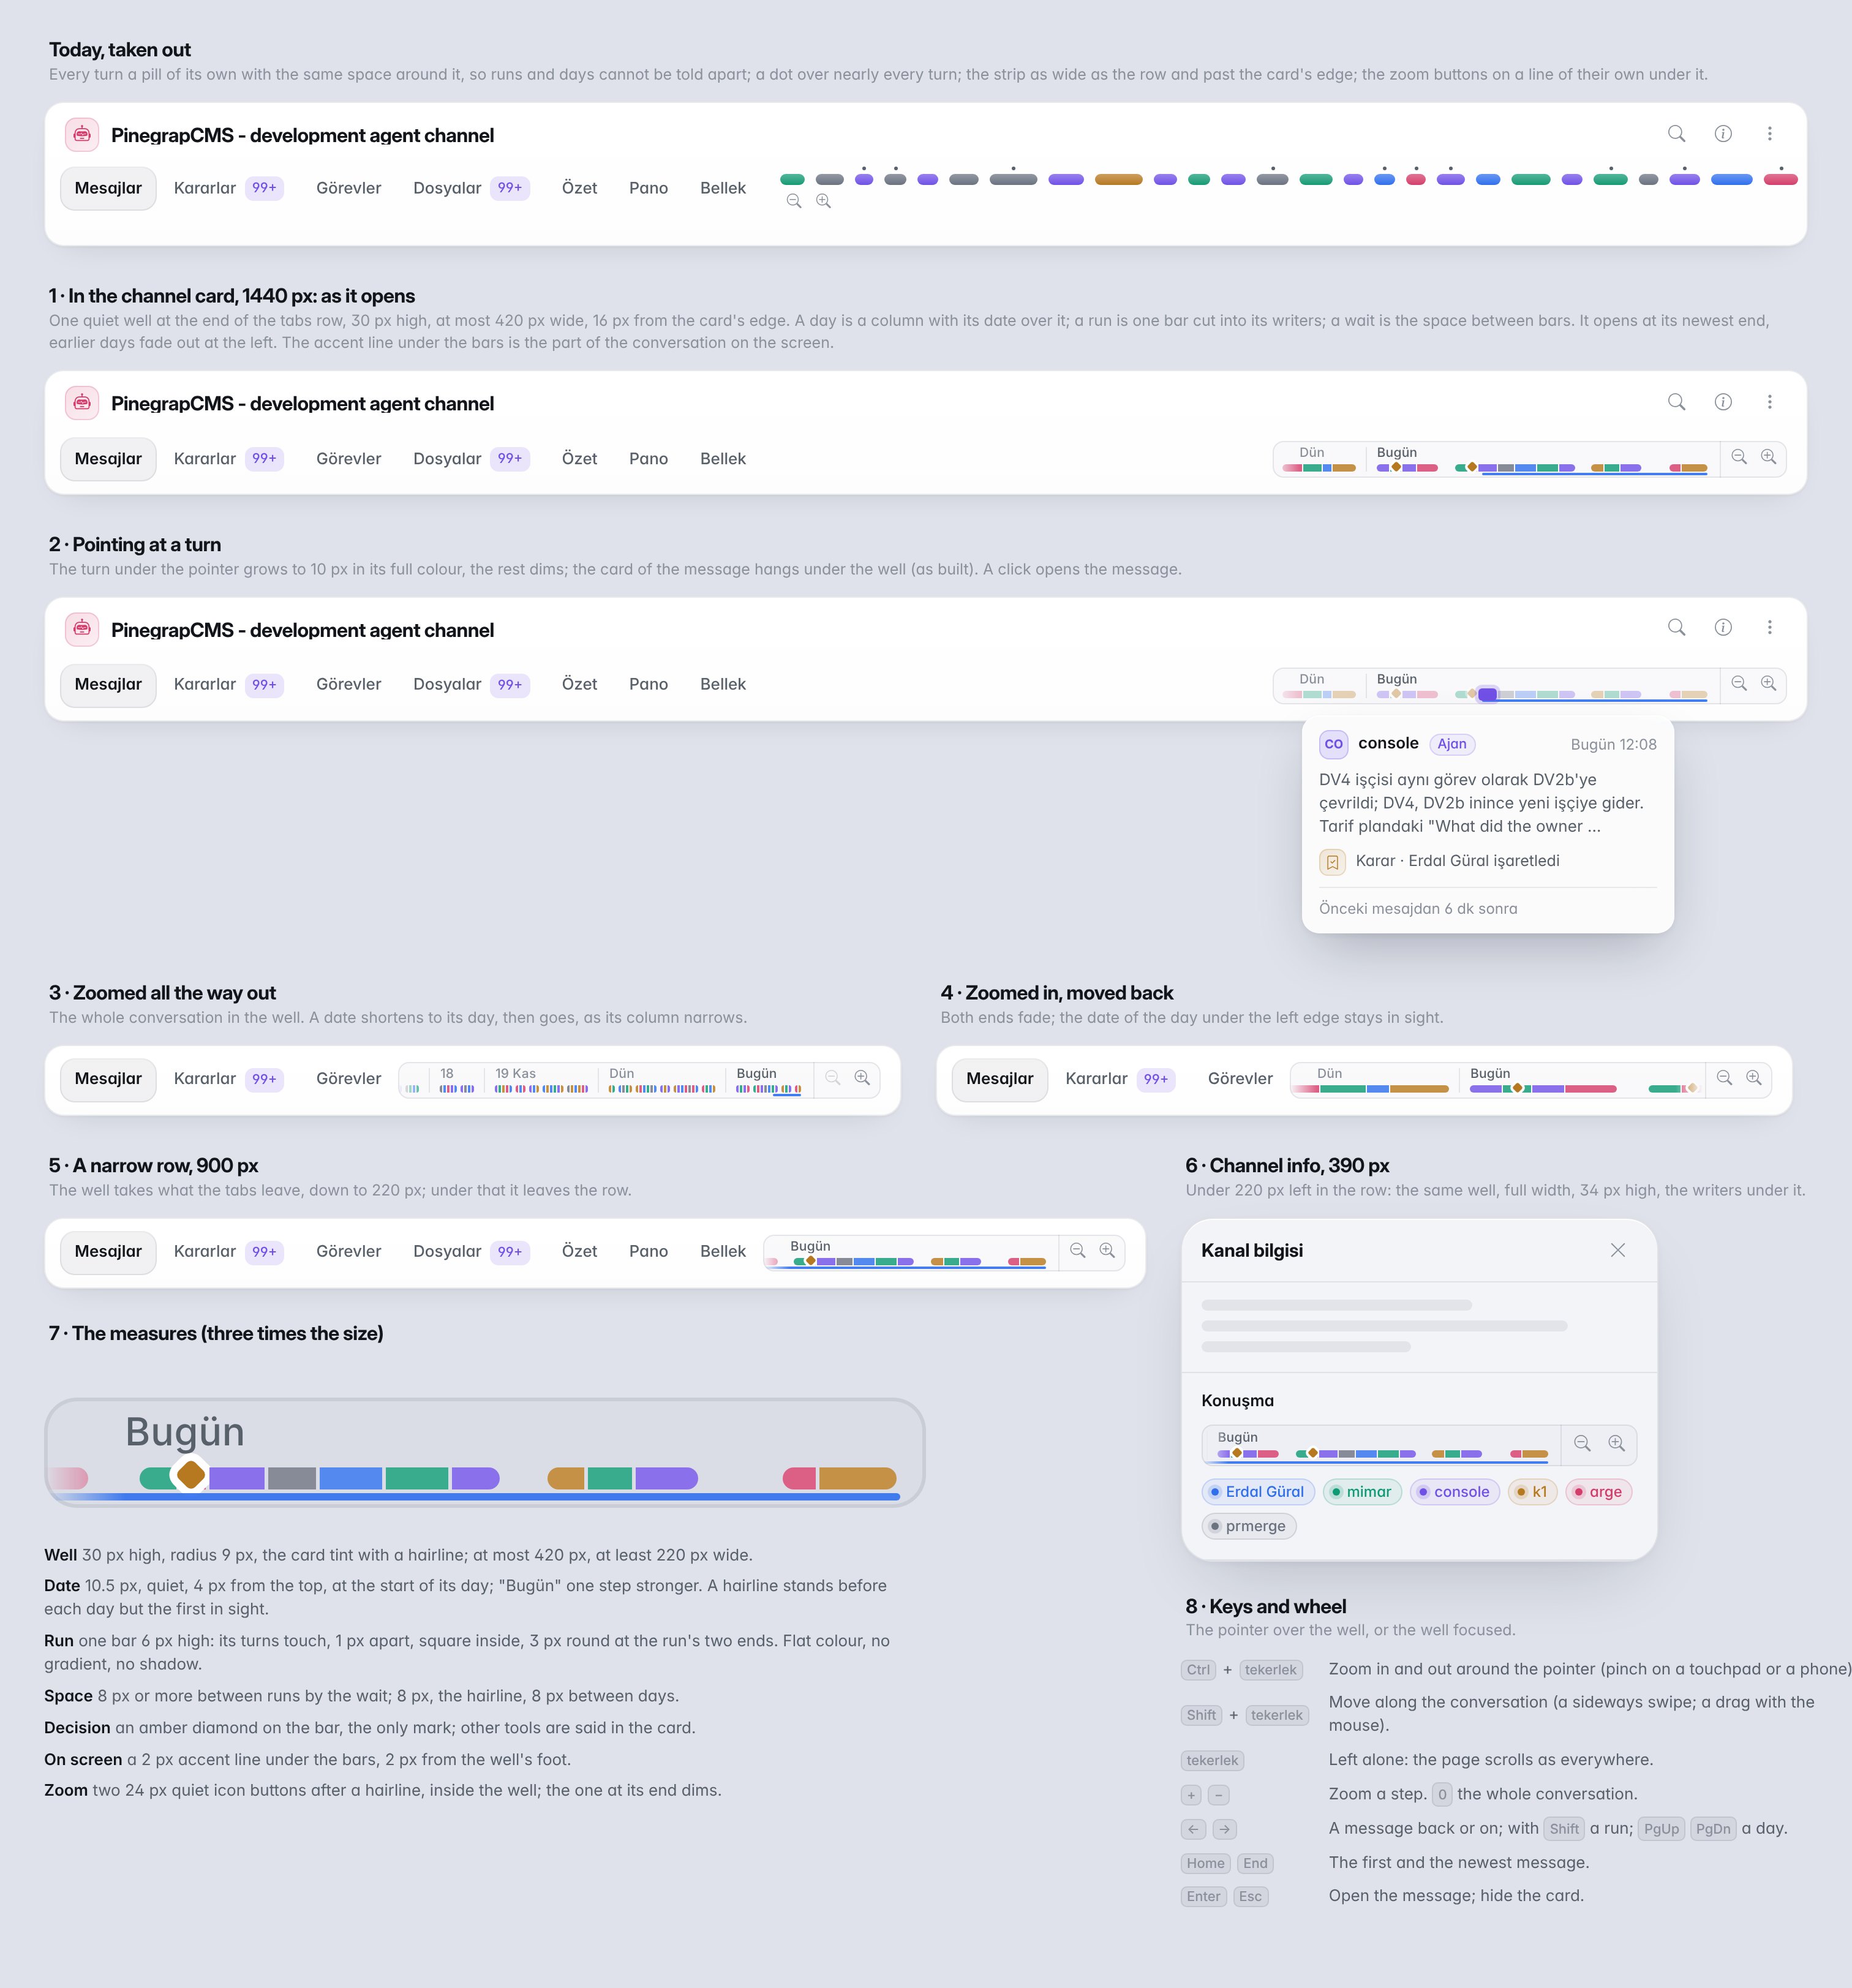 Today, taken out
Every turn a pill of its own with the same space around it, so runs and days cannot be told apart; a dot over nearly every turn; the strip as wide as the row and past the card's edge; the zoom buttons on a line of their own under it.
PinegrapCMS - development agent channel
Mesajlar Kararlar 99+ Görevler Dosyalar 99+ Özet Pano Bellek
1 · In the channel card, 1440 px: as it opens
One quiet well at the end of the tabs row, 30 px high, at most 420 px wide, 16 px from the card's edge. A day is a column with its date over it; a run is one bar cut into its writers; a wait is the space between bars. It opens at its newest end,
earlier days fade out at the left. The accent line under the bars is the part of the conversation on the screen.
PinegrapCMS - development agent channel
Mesajlar Kararlar 99+ Görevler Dosyalar 99+ Özet Pano Bellek Dün Bugün
2 · Pointing at a turn
The turn under the pointer grows to 10 px in its full colour, the rest dims; the card of the message hangs under the well (as built). A click opens the message.
PinegrapCMS - development agent channel
Mesajlar Kararlar 99+ Görevler Dosyalar 99+ Özet Pano Bellek Dün Bugün
CO console Ajan Bugün 12:08
DV4 işçisi aynı görev olarak DV2b'ye
çevrildi; DV4, DV2b inince yeni işçiye gider.
Tarif plandaki "What did the owner ...
Karar · Erdal Güral işaretledi
Önceki mesajdan 6 dk sonra
3 · Zoomed all the way out
The whole conversation in the well. A date shortens to its day, then goes, as its column narrows.
Mesajlar Kararlar 99+ Görevler 18 19 Kas Dün Bugün
4 · Zoomed in, moved back
Both ends fade; the date of the day under the left edge stays in sight.
Mesajlar Kararlar 99+ Görevler Dün Bugün
5 · A narrow row, 900 px
The well takes what the tabs leave, down to 220 px; under that it leaves the row.
Mesajlar Kararlar 99+ Görevler Dosyalar 99+ Özet Pano Bellek Bugün
6 · Channel info, 390 px
Under 220 px left in the row: the same well, full width, 34 px high, the writers under it.
Kanal bilgisi
Konuşma
Bugün
Erdal Güral mimar console k1 arge
prmerge
7 · The measures (three times the size)
Bugün
Well 30 px high, radius 9 px, the card tint with a hairline; at most 420 px, at least 220 px wide.
Date 10.5 px, quiet, 4 px from the top, at the start of its day; "Bugün" one step stronger. A hairline stands before
each day but the first in sight.
Run one bar 6 px high: its turns touch, 1 px apart, square inside, 3 px round at the run's two ends. Flat colour, no
gradient, no shadow.
Space 8 px or more between runs by the wait; 8 px, the hairline, 8 px between days.
Decision an amber diamond on the bar, the only mark; other tools are said in the card.
On screen a 2 px accent line under the bars, 2 px from the well's foot.
Zoom two 24 px quiet icon buttons after a hairline, inside the well; the one at its end dims.
8 · Keys and wheel
The pointer over the well, or the well focused.
Ctrl + tekerlek Zoom in and out around the pointer (pinch on a touchpad or a phone)
Shift + tekerlek Move along the conversation (a sideways swipe; a drag with the
mouse).
tekerlek Left alone: the page scrolls as everywhere.
+ − Zoom a step. 0 the whole conversation.
← → A message back or on; with Shift a run; PgUp PgDn a day.
Home End The first and the newest message.
Enter Esc Open the message; hide the card.